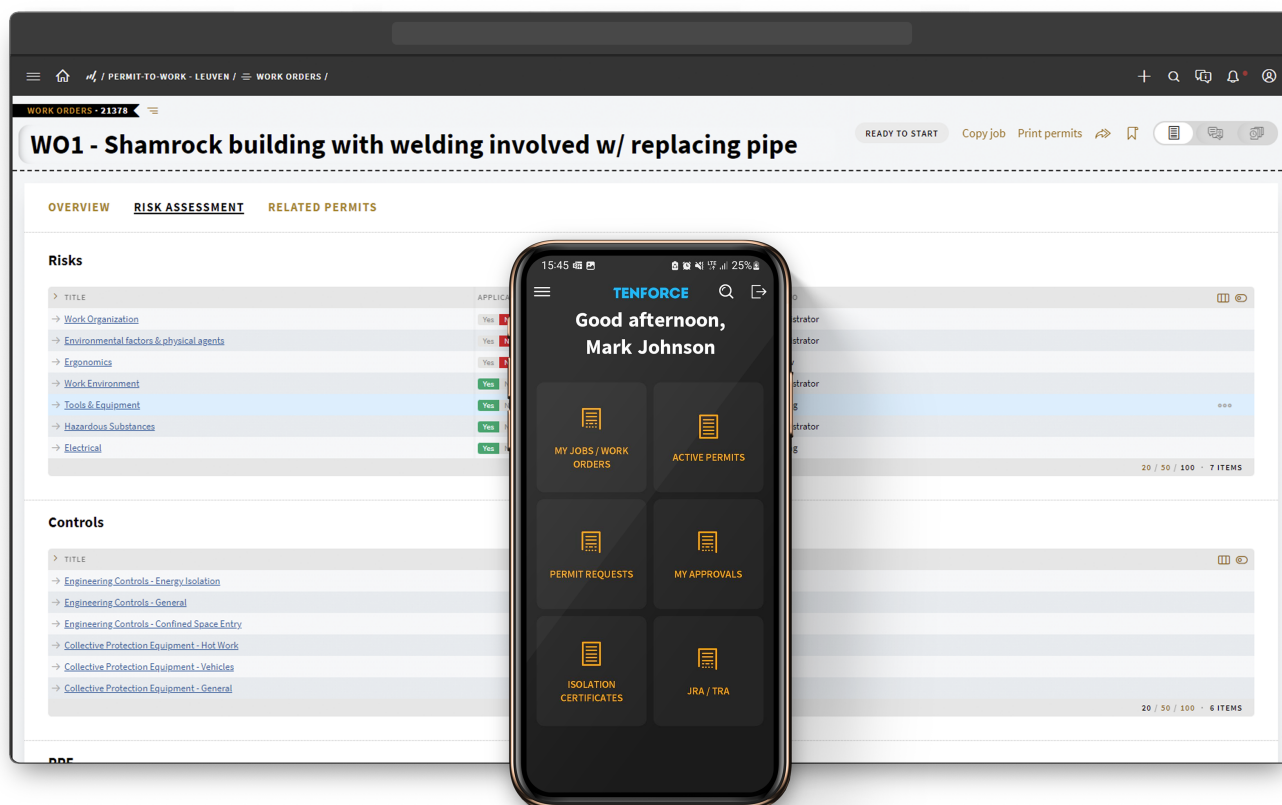 / PERMIT-TO-WORK - LEUVEN / WORK ORDERS /
WORK ORDERS • 21378
WO1 - Shamrock building with welding involved w/ replacing pipe
READY TO START Copy job Print permits
OVERVIEW RISK ASSESSMENT RELATED PERMITS
Risks
TITLE
Work Organization Yes
Environmental factors & physical agents Yes
Ergonomics Yes
Work Environment Yes
Tools & Equipment Yes
Hazardous Substances Yes
Electrical Yes
20 / 50 / 100 • 7 ITEMS
Controls
TITLE
Engineering Controls - Energy Isolation
Engineering Controls - General
Engineering Controls - Confined Space Entry
Collective Protection Equipment - Hot Work
Collective Protection Equipment - Vehicles
Collective Protection Equipment - General
20 / 50 / 100 • 6 ITEMS
15:45 25%
TENFORCE
Good afternoon,
Mark Johnson
MY JOBS / WORK
ORDERS
ACTIVE PERMITS
PERMIT REQUESTS
MY APPROVALS
ISOLATION
CERTIFICATES
JRA / TRA